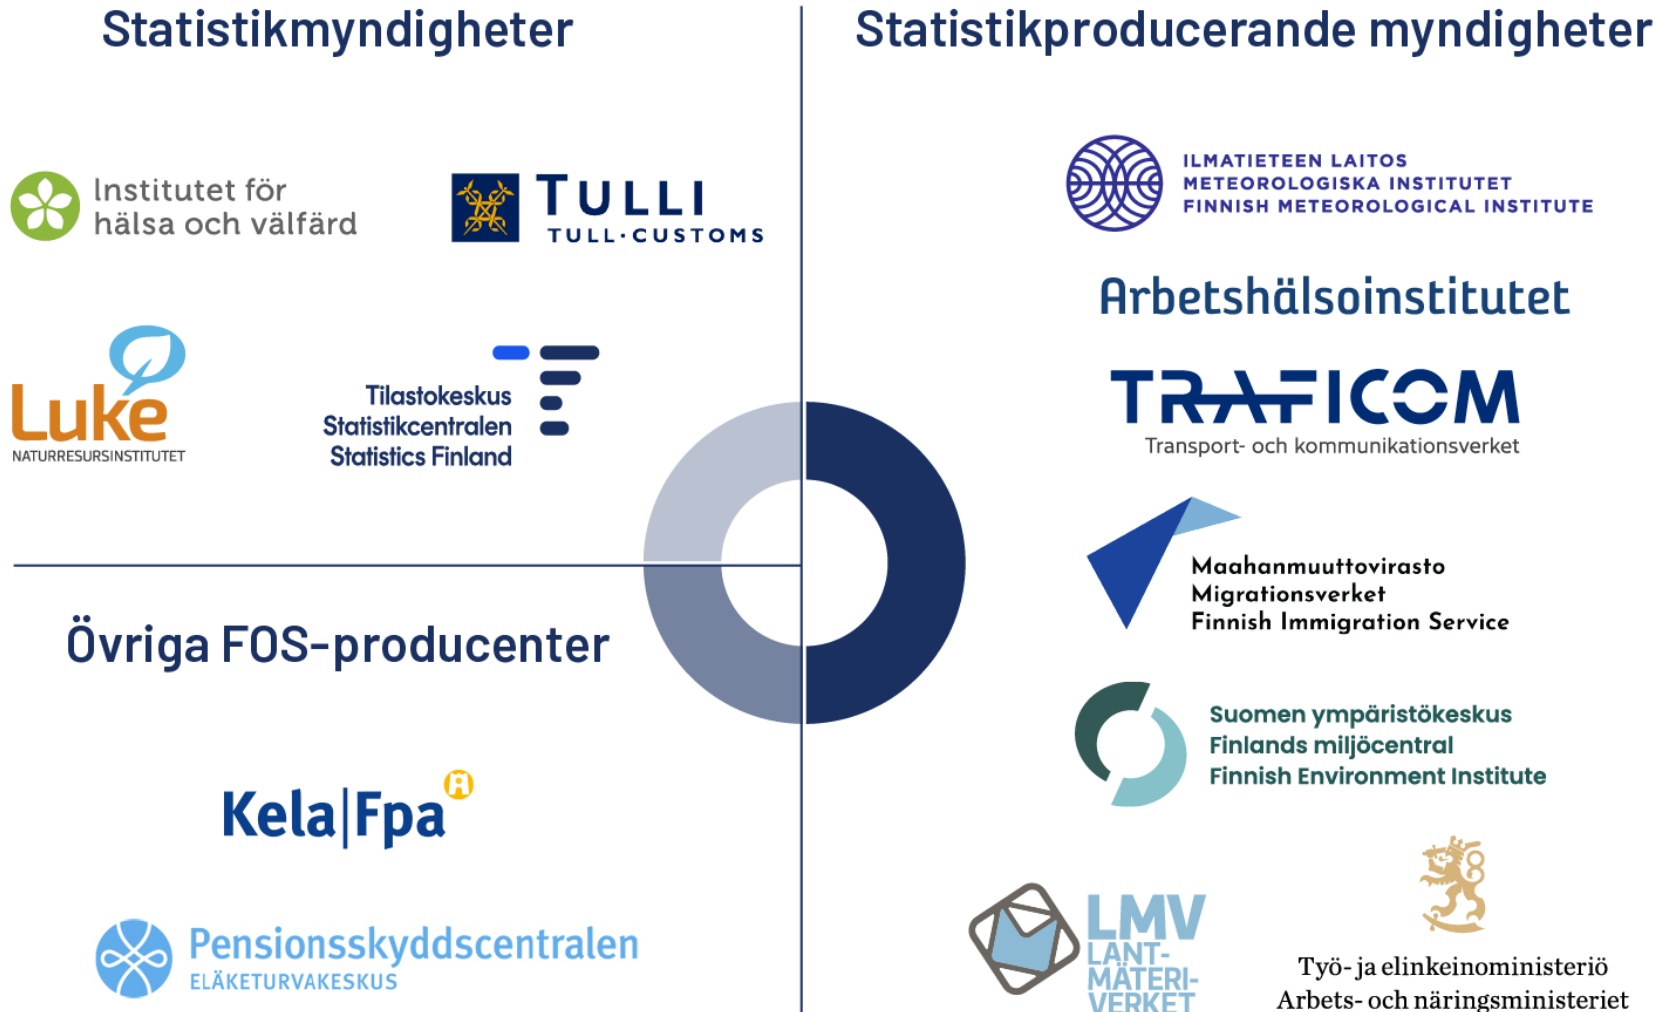 Statistikmyndigheter
Institutet för
hälsa och välfärd
TULLI
TULL·CUSTOMS
Luke
NATURRESURSINSTITUTET
Tilastokeskus
Statistikcentralen
Statistics Finland
Övriga FOS-producenter
Kela|Fpa
Pensionsskyddscentralen
ELÄKETURVAKESKUS
Statistikproducerande myndigheter
ILMATIETEEN LAITOS
METEOROLOGISKA INSTITUTET
FINNISH METEOROLOGICAL INSTITUTE
Arbetshälsoinstitutet
TRAFICOM
Transport- och kommunikationsverket
Maahanmuuttovirasto
Migrationsverket
Finnish Immigration Service
Suomen ympäristökeskus
Finlands miljöcentral
Finnish Environment Institute
LMV
LANT-
MÄTERI-
VERKET
Työ- ja elinkeinoministeriö
Arbets- och näringsministeriet